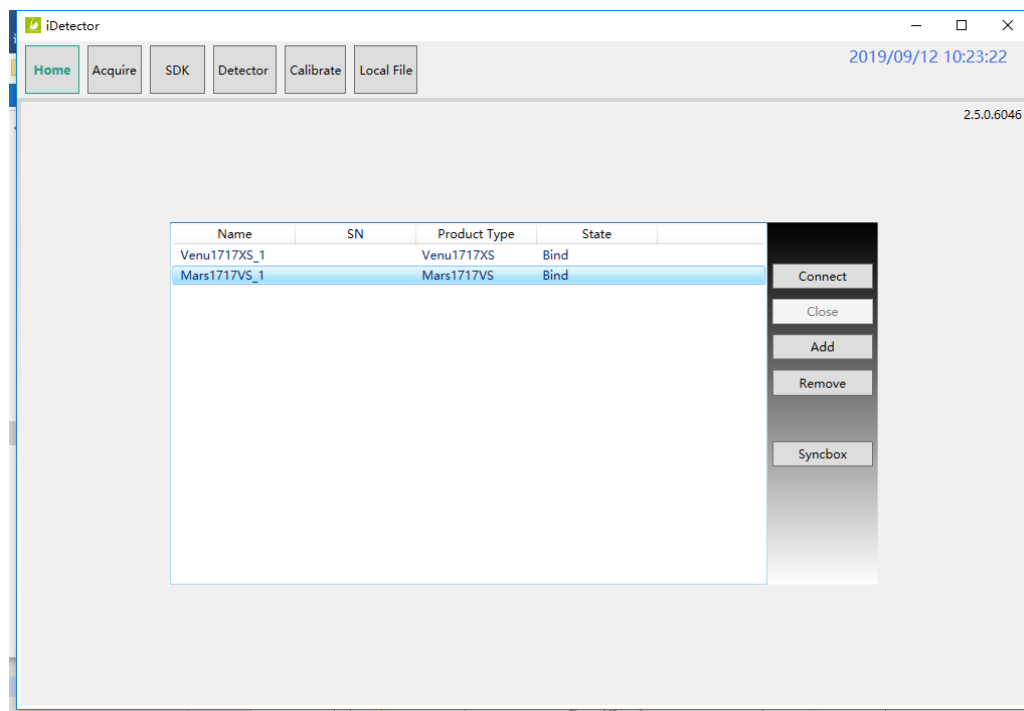 iDetector
Home Acquire SDK Detector Calibrate Local File
2019/09/12 10:23:22
2.5.0.6046
Name SN Product Type State
Venu1717XS_1 Venu1717XS Bind
Mars1717VS_1 Mars1717VS Bind
Connect
Close
Add
Remove
Syncbox